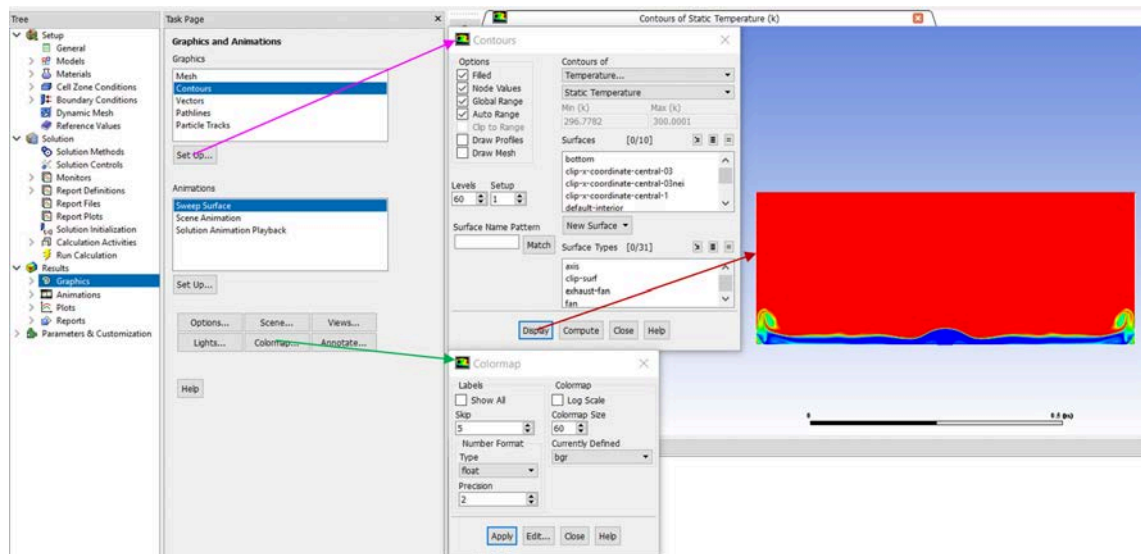 Tree
Setup
General
Models
Materials
Cell Zone Conditions
Boundary Conditions
Dynamic Mesh
Reference Values
Solution
Solution Methods
Solution Controls
Monitors
Report Definitions
Report Files
Report Plots
Solution Initialization
Calculation Activities
Run Calculation
Results
Graphics
Animations
Plots
Reports
Parameters & Customization
Task Page
Graphics and Animations
Graphics
Mesh
Contours
Vectors
Pathlines
Particle Tracks
Set Up...
Animations
Sweep Surface
Scene Animation
Solution Animation Playback
Set Up...
Options... Scene... Views...
Lights... Colormap... Annotate...
Help
Contours of Static Temperature (k)
Contours
Options
Filled
Node Values
Global Range
Auto Range
Clip to Range
Draw Profiles
Draw Mesh
Levels Setup
60 1
Surface Name Pattern
Match
Contours of
Temperature...
Static Temperature
Min (k) Max (k)
296.7782 300.0001
Surfaces [0/10]
bottom
clip-x-coordinate-central-03
clip-x-coordinate-central-03nei
clip-x-coordinate-central-1
default-interior
New Surface
Surface Types [0/31]
axis
clip-surf
exhaust-fan
fan
Display Compute Close Help
Colormap
Labels
Show All
Skip
5
Number Format
Type
float
Precision
2
Colormap
Log Scale
Colormap Size
60
Currently Defined
bgr
Apply Edit... Close Help
0 0.5 (m)